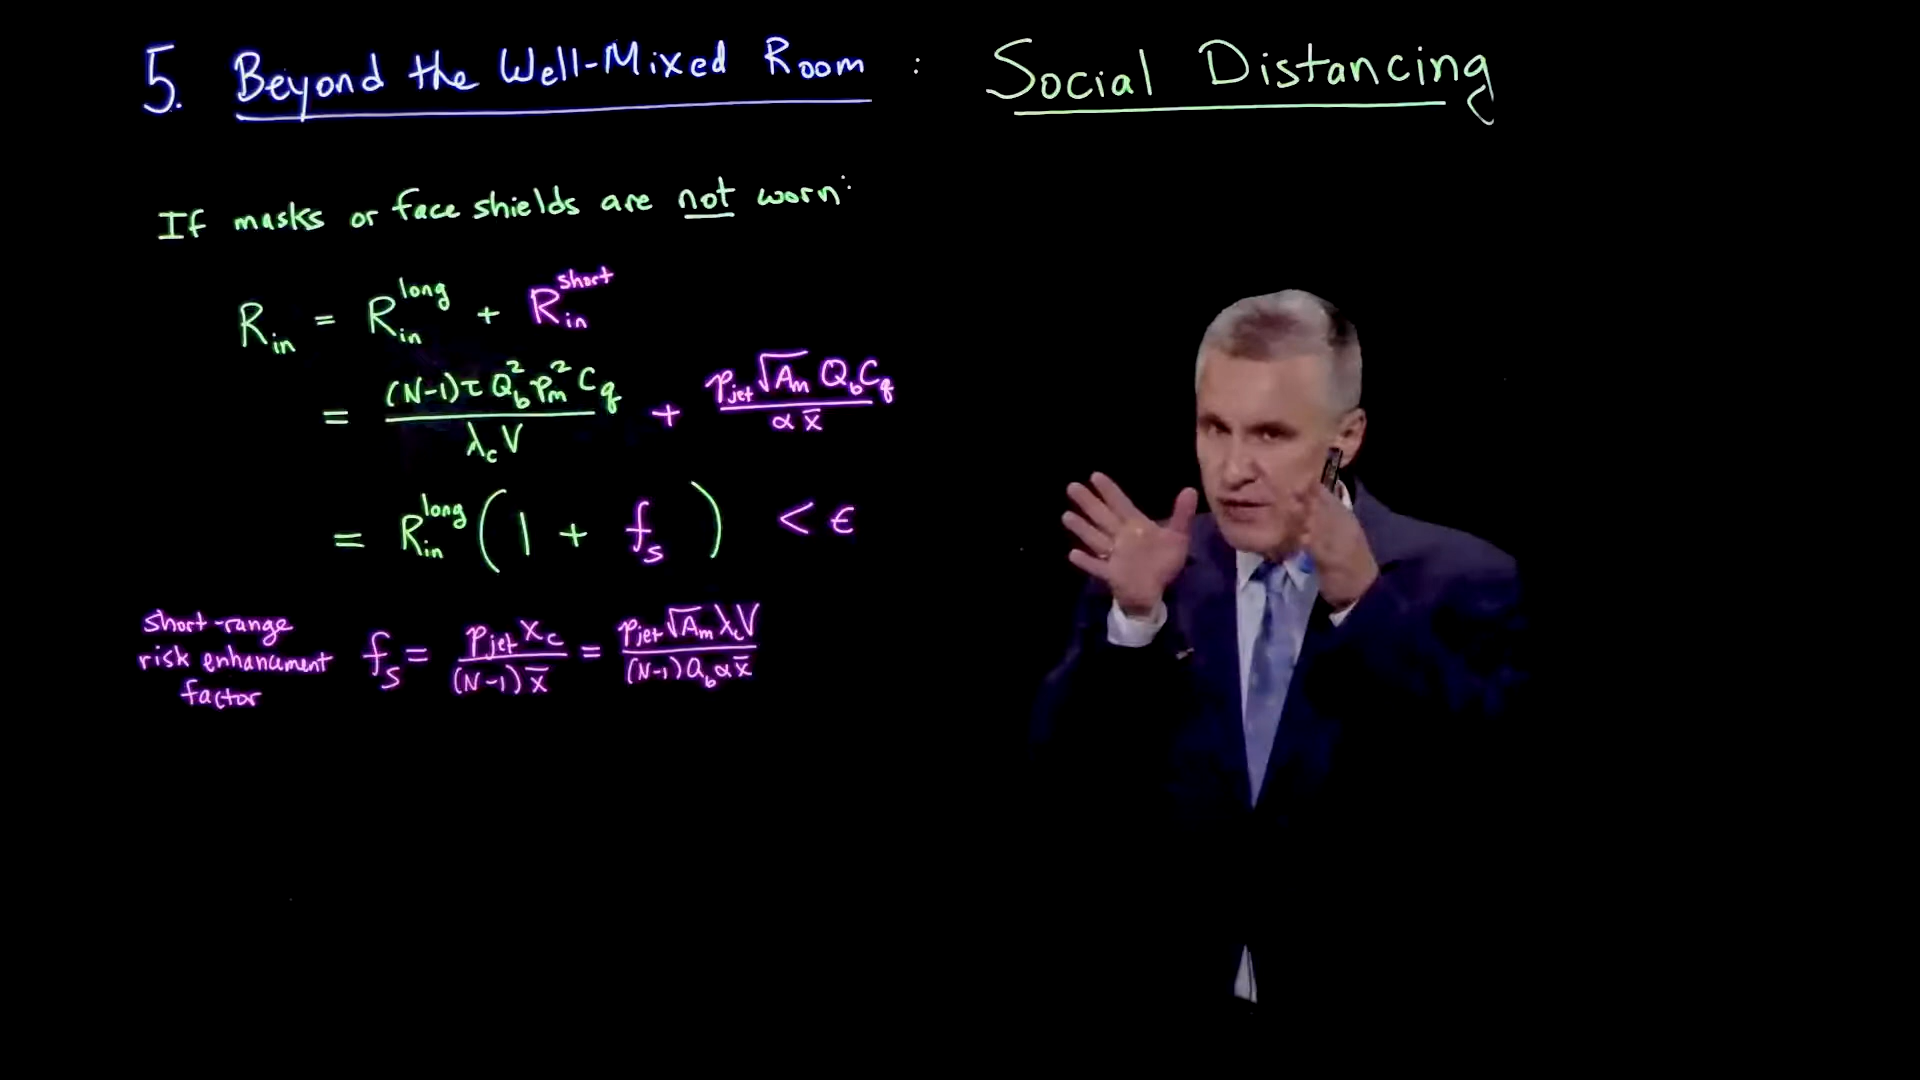 5. Beyond the Well-Mixed Room : Social Distancing
If masks or face shields are not worn:
R_in = R_in^long + R_in^short
= (N-1)τ Q_b^2 p_m^2 C_q / λ_c V + p_jet √A_m Q_b C_q / α x̄
= R_in^long ( 1 + f_s ) < ϵ
short-range
risk enhancment
factor
f_s = p_jet x_c / (N-1) x̄ = p_jet √A_m λ_c V / (N-1) Q_b α x̄